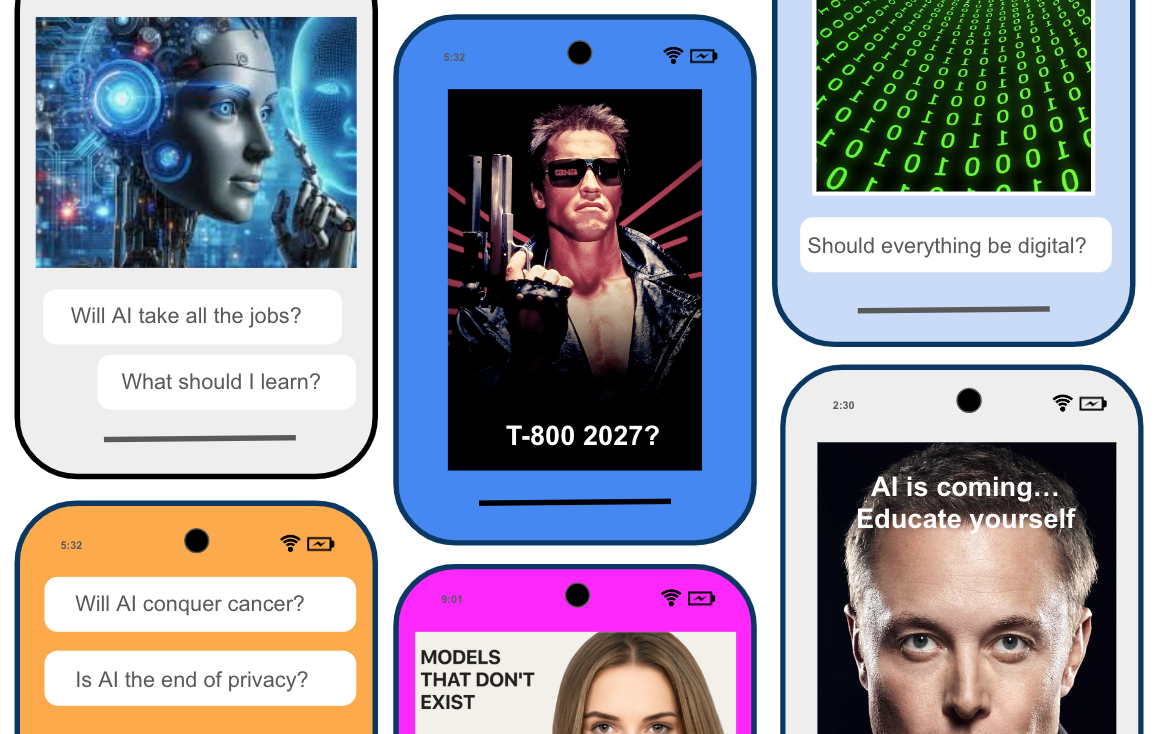 Will AI take all the jobs?
What should I learn?
5:32
Will AI conquer cancer?
Is AI the end of privacy?
5:32
T-800 2027?
9:01
MODELS
THAT DON'T
EXIST
Should everything be digital?
2:30
AI is coming…
Educate yourself